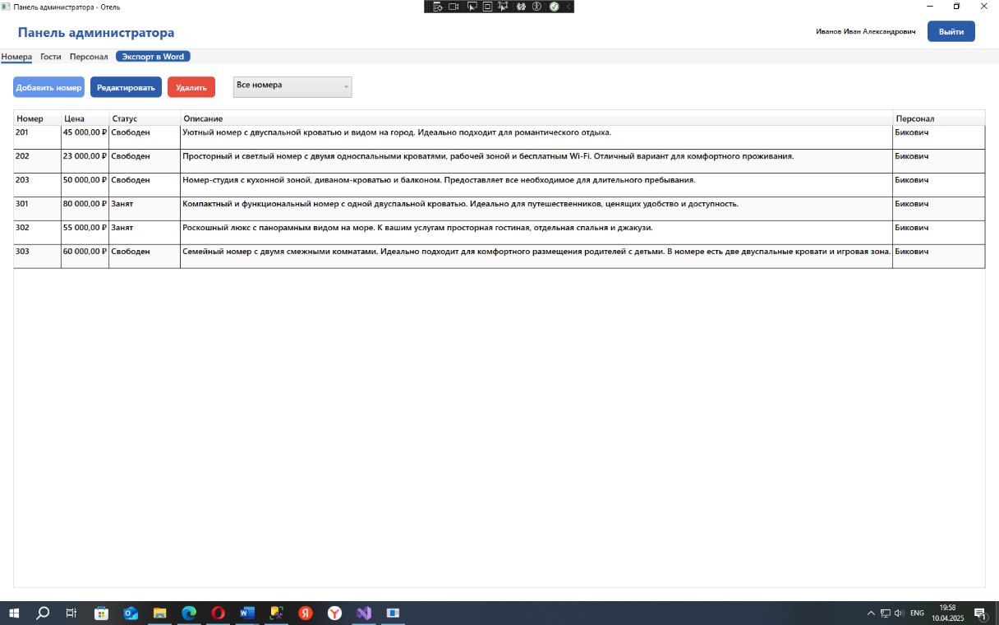 Панель администратора - Отель
Панель администратора
Иванов Иван Александрович Выйти
Номера Гости Персонал Экспорт в Word
Добавить номер Редактировать Удалить Все номера
Номер Цена Статус Описание Персонал
201 45 000,00 ₽ Свободен Уютный номер с двуспальной кроватью и видом на город. Идеально подходит для романтического отдыха. Бикович
202 23 000,00 ₽ Свободен Просторный и светлый номер с двумя односпальными кроватями, рабочей зоной и бесплатным Wi-Fi. Отличный вариант для комфортного проживания. Бикович
203 50 000,00 ₽ Свободен Номер-студия с кухонной зоной, диваном-кроватью и балконом. Предоставляет все необходимое для длительного пребывания. Бикович
301 80 000,00 ₽ Занят Компактный и функциональный номер с одной двуспальной кроватью. Идеально для путешественников, ценящих удобство и доступность. Бикович
302 55 000,00 ₽ Занят Роскошный люкс с панорамным видом на море. К вашим услугам просторная гостиная, отдельная спальня и джакузи. Бикович
303 60 000,00 ₽ Свободен Семейный номер с двумя смежными комнатами. Идеально подходит для комфортного размещения родителей с детьми. В номере есть две двуспальные кровати и игровая зона. Бикович
ENG
19:58
10.04.2025
1